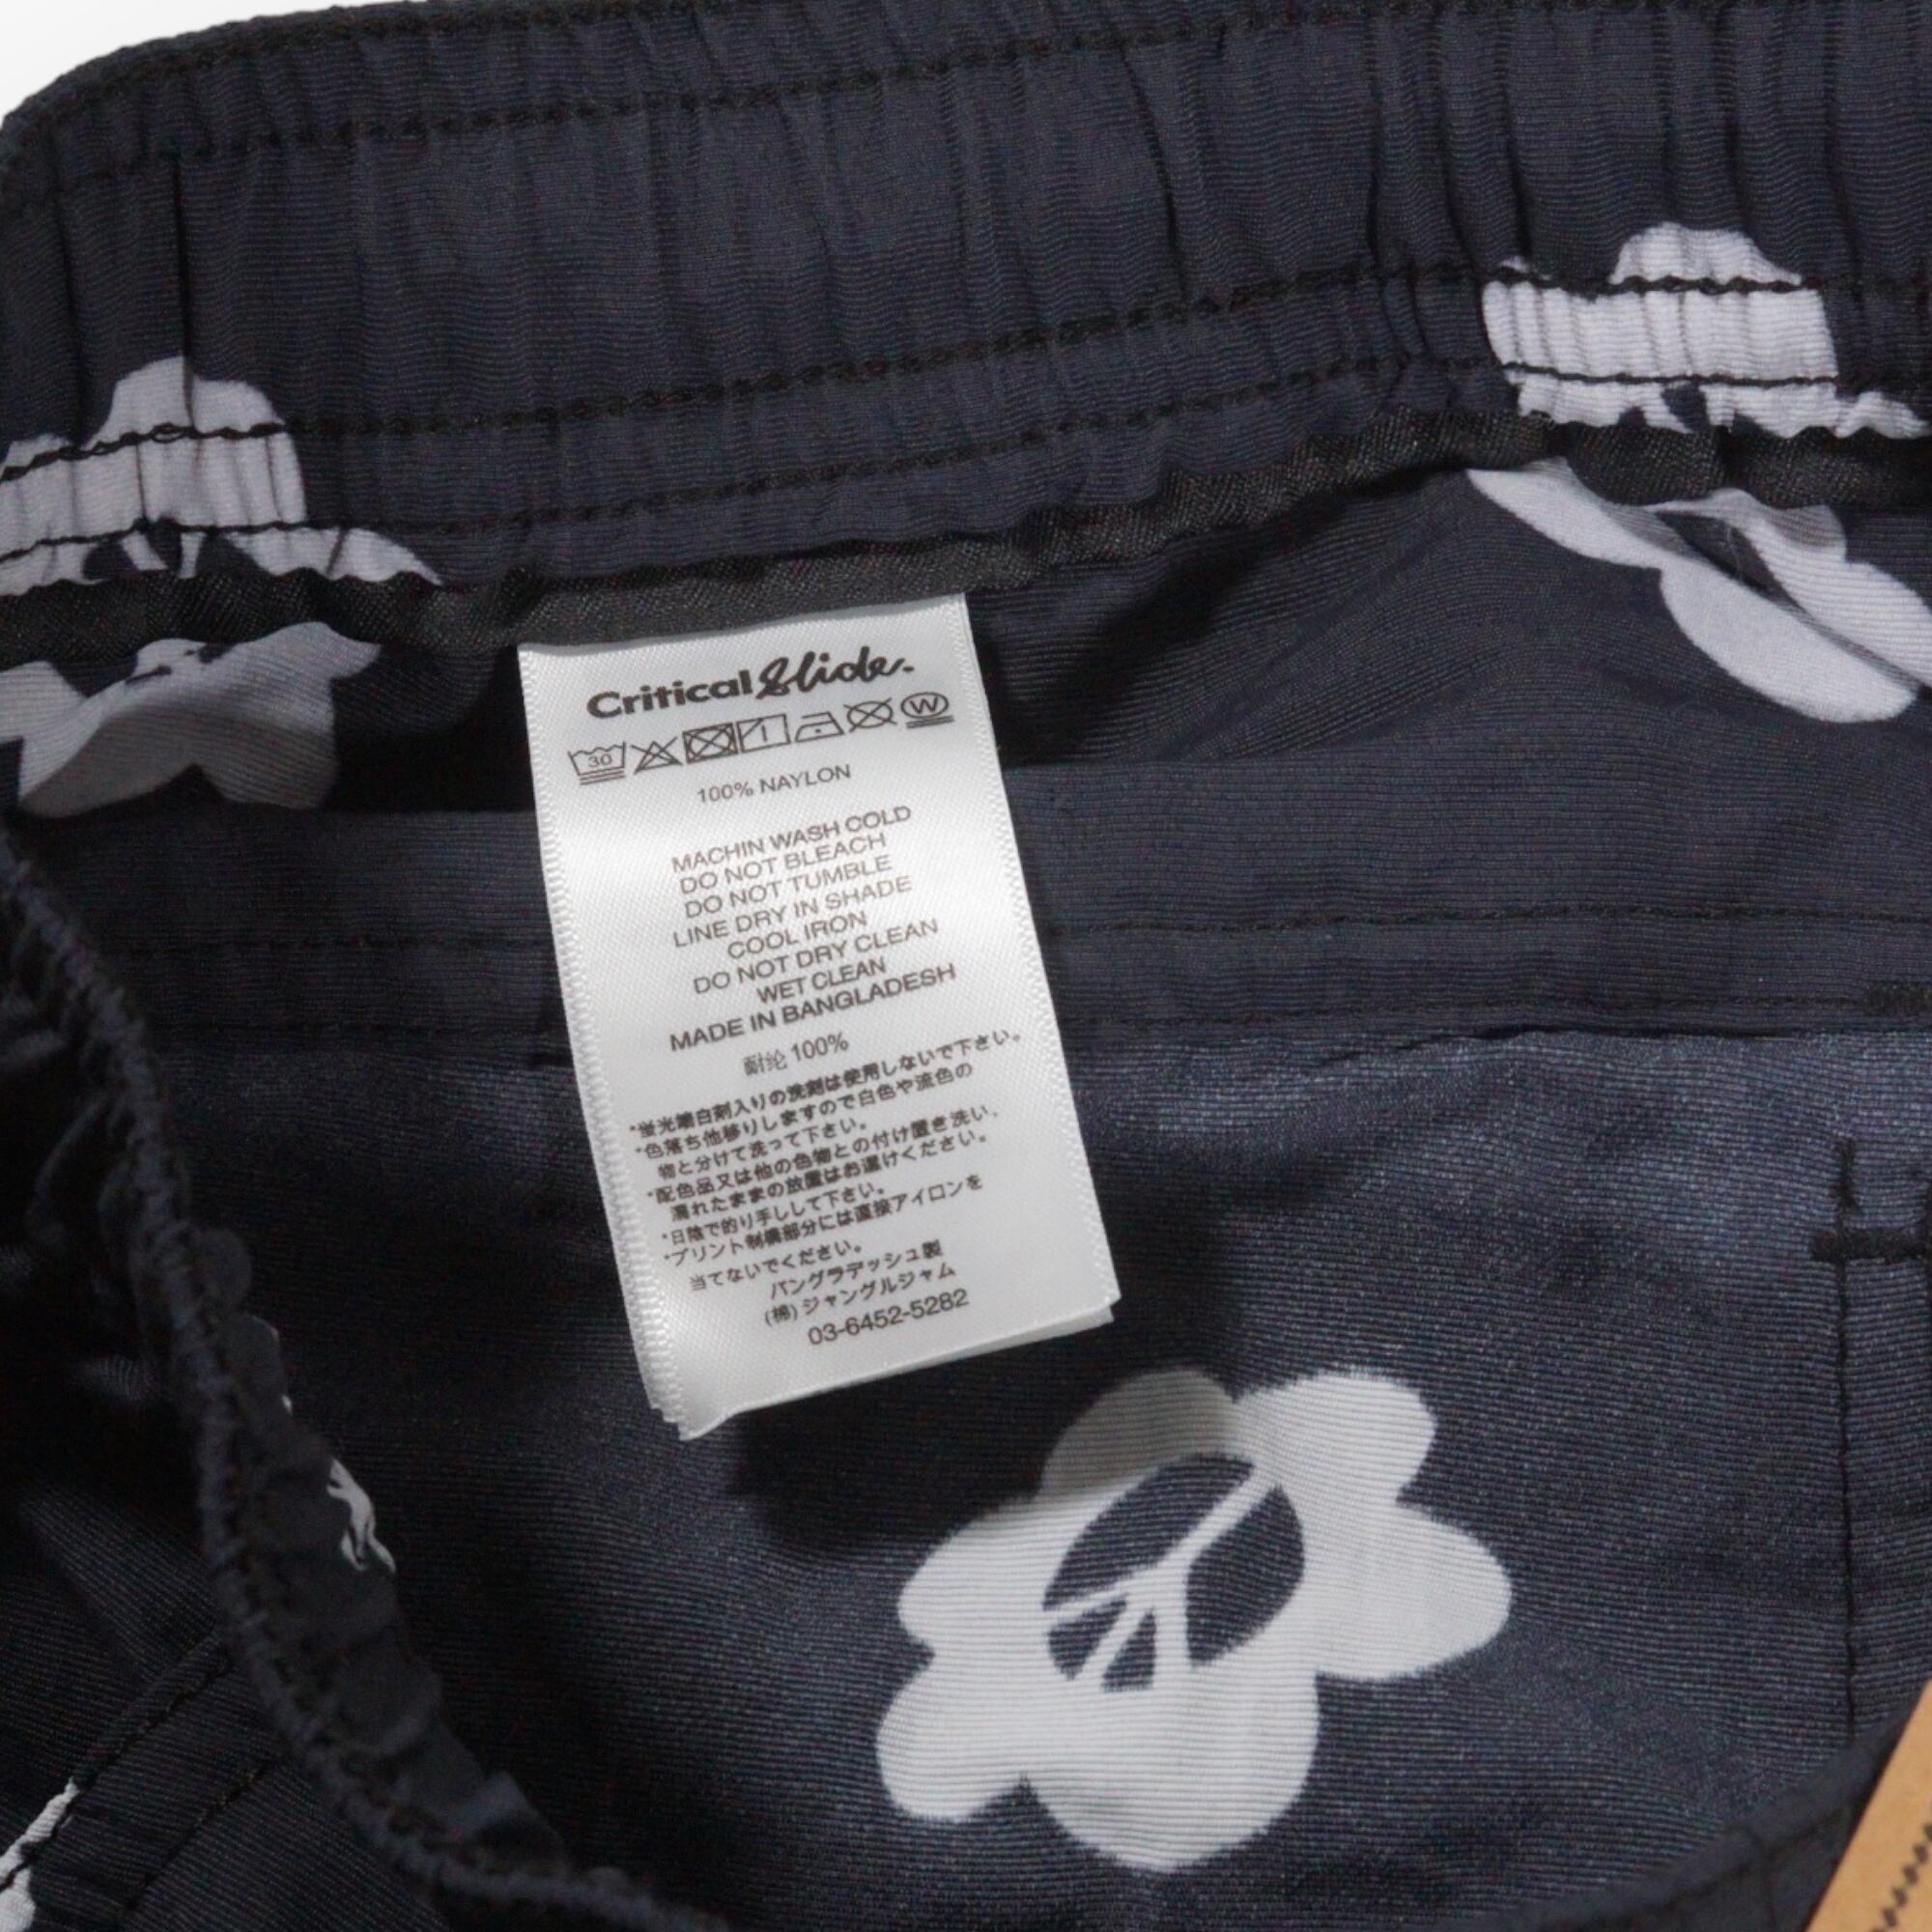 Critical Slide.
30 W
100% NAYLON
MACHIN WASH COLD
DO NOT BLEACH
DO NOT TUMBLE
LINE DRY IN SHADE
COOL IRON
DO NOT DRY CLEAN
WET CLEAN
MADE IN BANGLADESH
耐纶 100%
*蛍光増白剤入りの洗剤は使用しないで下さい。
*色落ち他移りしますので白色や流色の
物と分けて洗って下さい。
*配色品又は他の色物との付け置き洗い,
濡れたままの放置はお避けください。
*日陰で的り手しして下さい。
*プリント制機部分には直接アイロンを
当てないでください。
バングラデッシュ製
(棉) ジャングルジャム
03-6452-5282